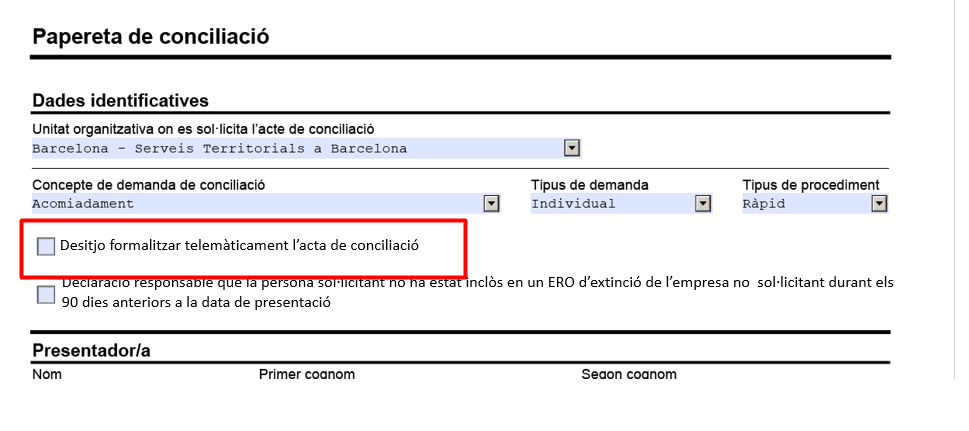 Papereta de conciliació
Dades identificatives
Unitat organitzativa on es sol·licita l'acte de conciliació
Barcelona - Serveis Territorials a Barcelona
Concepte de demanda de conciliació Tipus de demanda Tipus de procediment
Acomiadament Individual Ràpid
Desitjo formalitzar telemàticament l'acta de conciliació
Declaració responsable que la persona sol·licitant no ha estat inclòs en un ERO d'extinció de l'empresa no sol·licitant durant els
90 dies anteriors a la data de presentació
Presentador/a
Nom Primer cognom Segon cognom